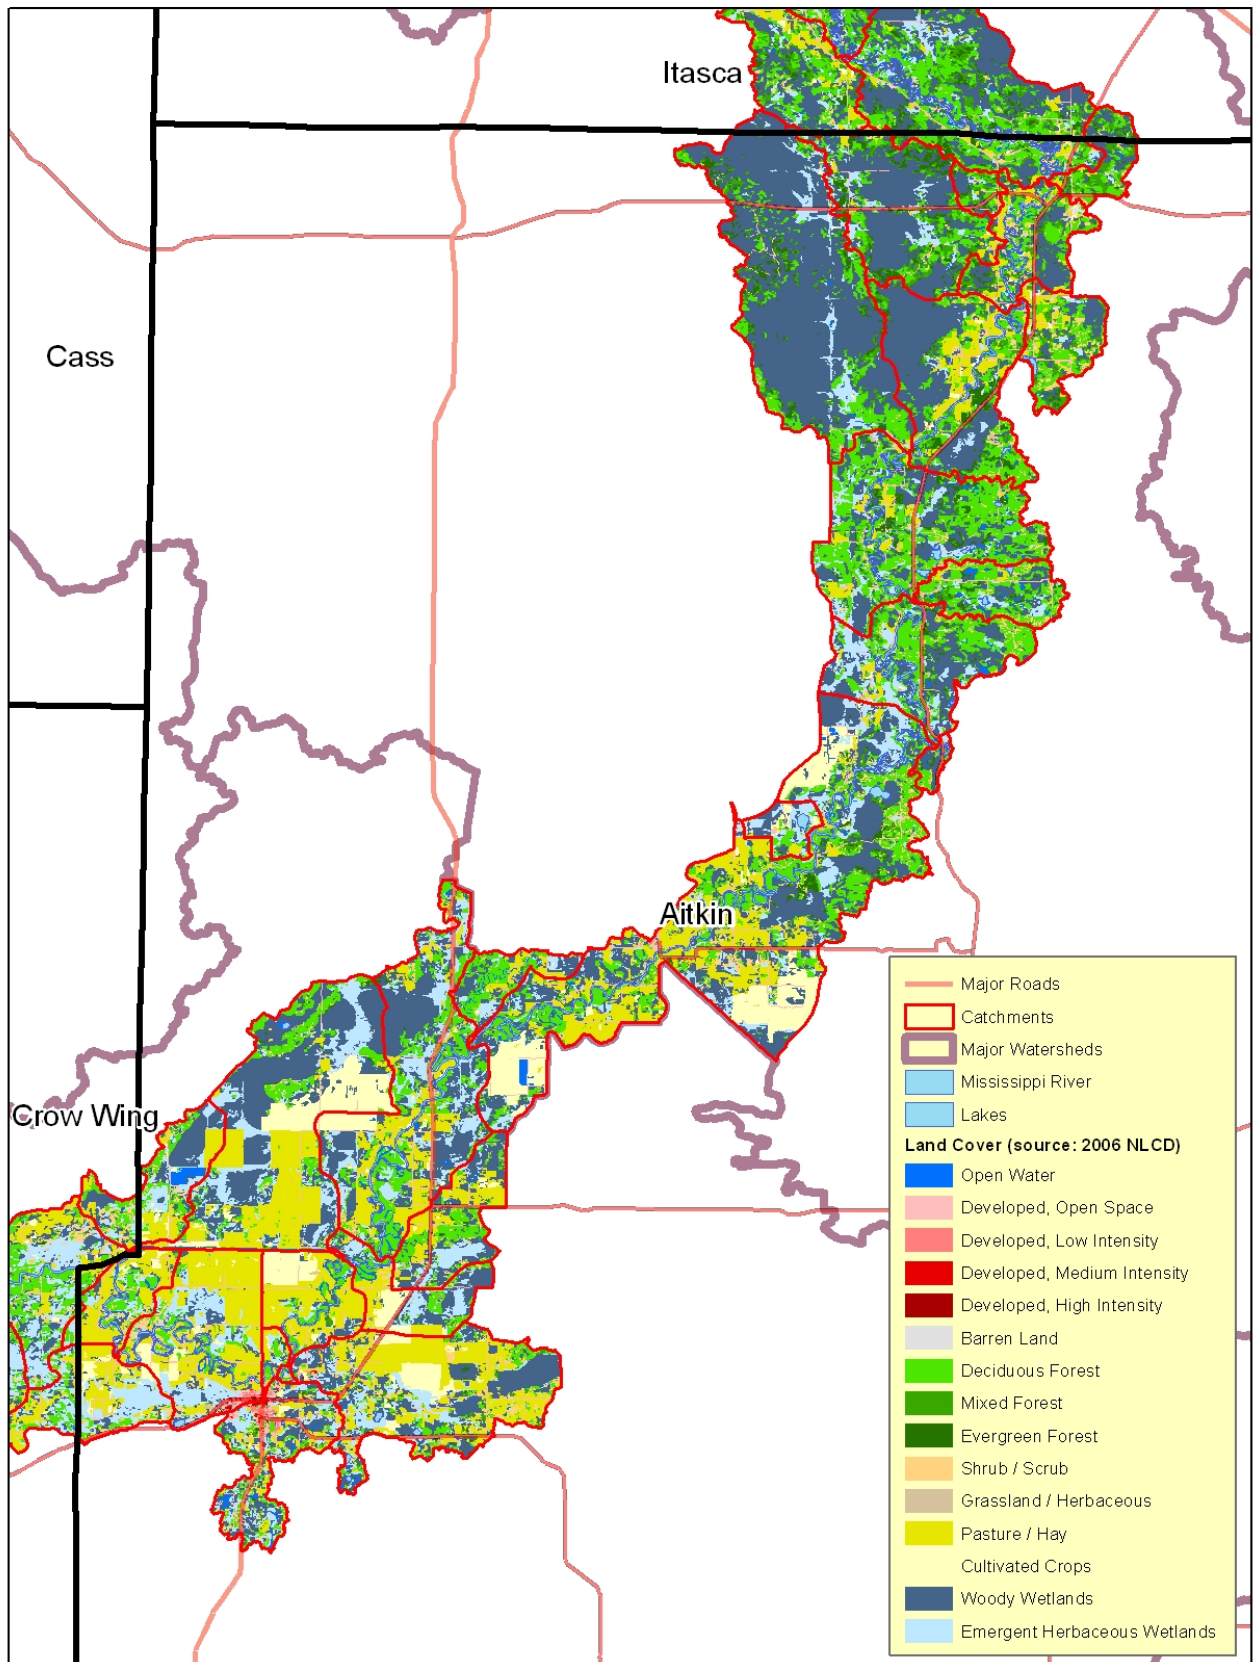 Itasca
Cass
Aitkin
Crow Wing
Major Roads
Catchments
Major Watersheds
Mississippi River
Lakes
Land Cover (source: 2006 NLCD)
Open Water
Developed, Open Space
Developed, Low Intensity
Developed, Medium Intensity
Developed, High Intensity
Barren Land
Deciduous Forest
Mixed Forest
Evergreen Forest
Shrub / Scrub
Grassland / Herbaceous
Pasture / Hay
Cultivated Crops
Woody Wetlands
Emergent Herbaceous Wetlands